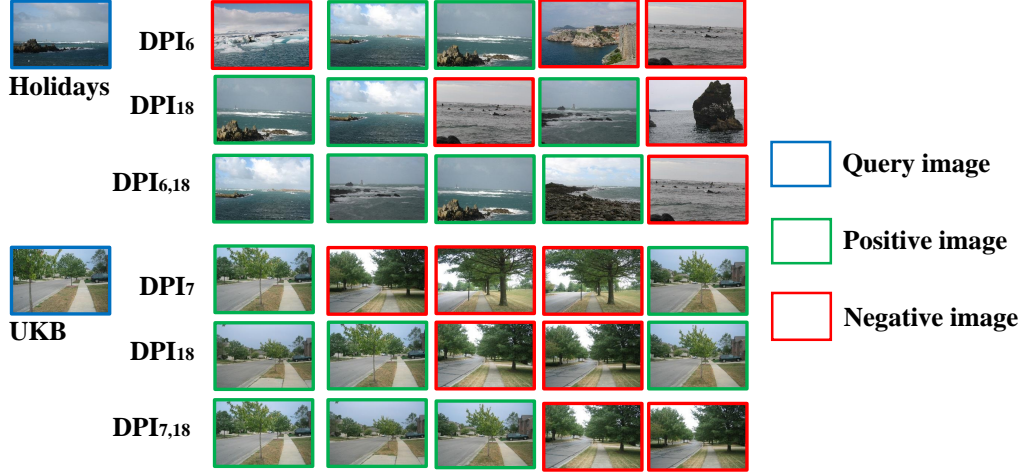 DPI6
Holidays
DPI18
DPI6,18
Query image
Positive image
DPI7
UKB
DPI18
DPI7,18
Negative image